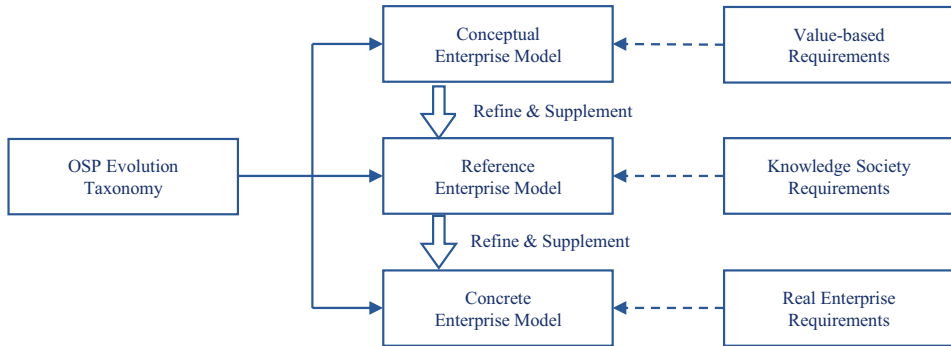 Conceptual
Enterprise Model
Value-based
Requirements
Refine & Supplement
OSP Evolution
Taxonomy
Reference
Enterprise Model
Knowledge Society
Requirements
Refine & Supplement
Concrete
Enterprise Model
Real Enterprise
Requirements